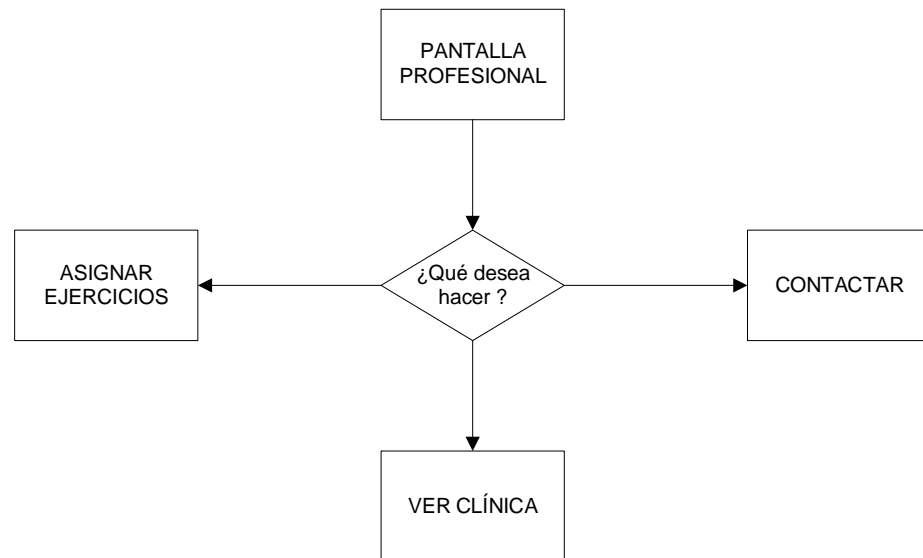 PANTALLA
PROFESIONAL
¿Qué desea
hacer ?
ASIGNAR
EJERCICIOS
CONTACTAR
VER CLÍNICA